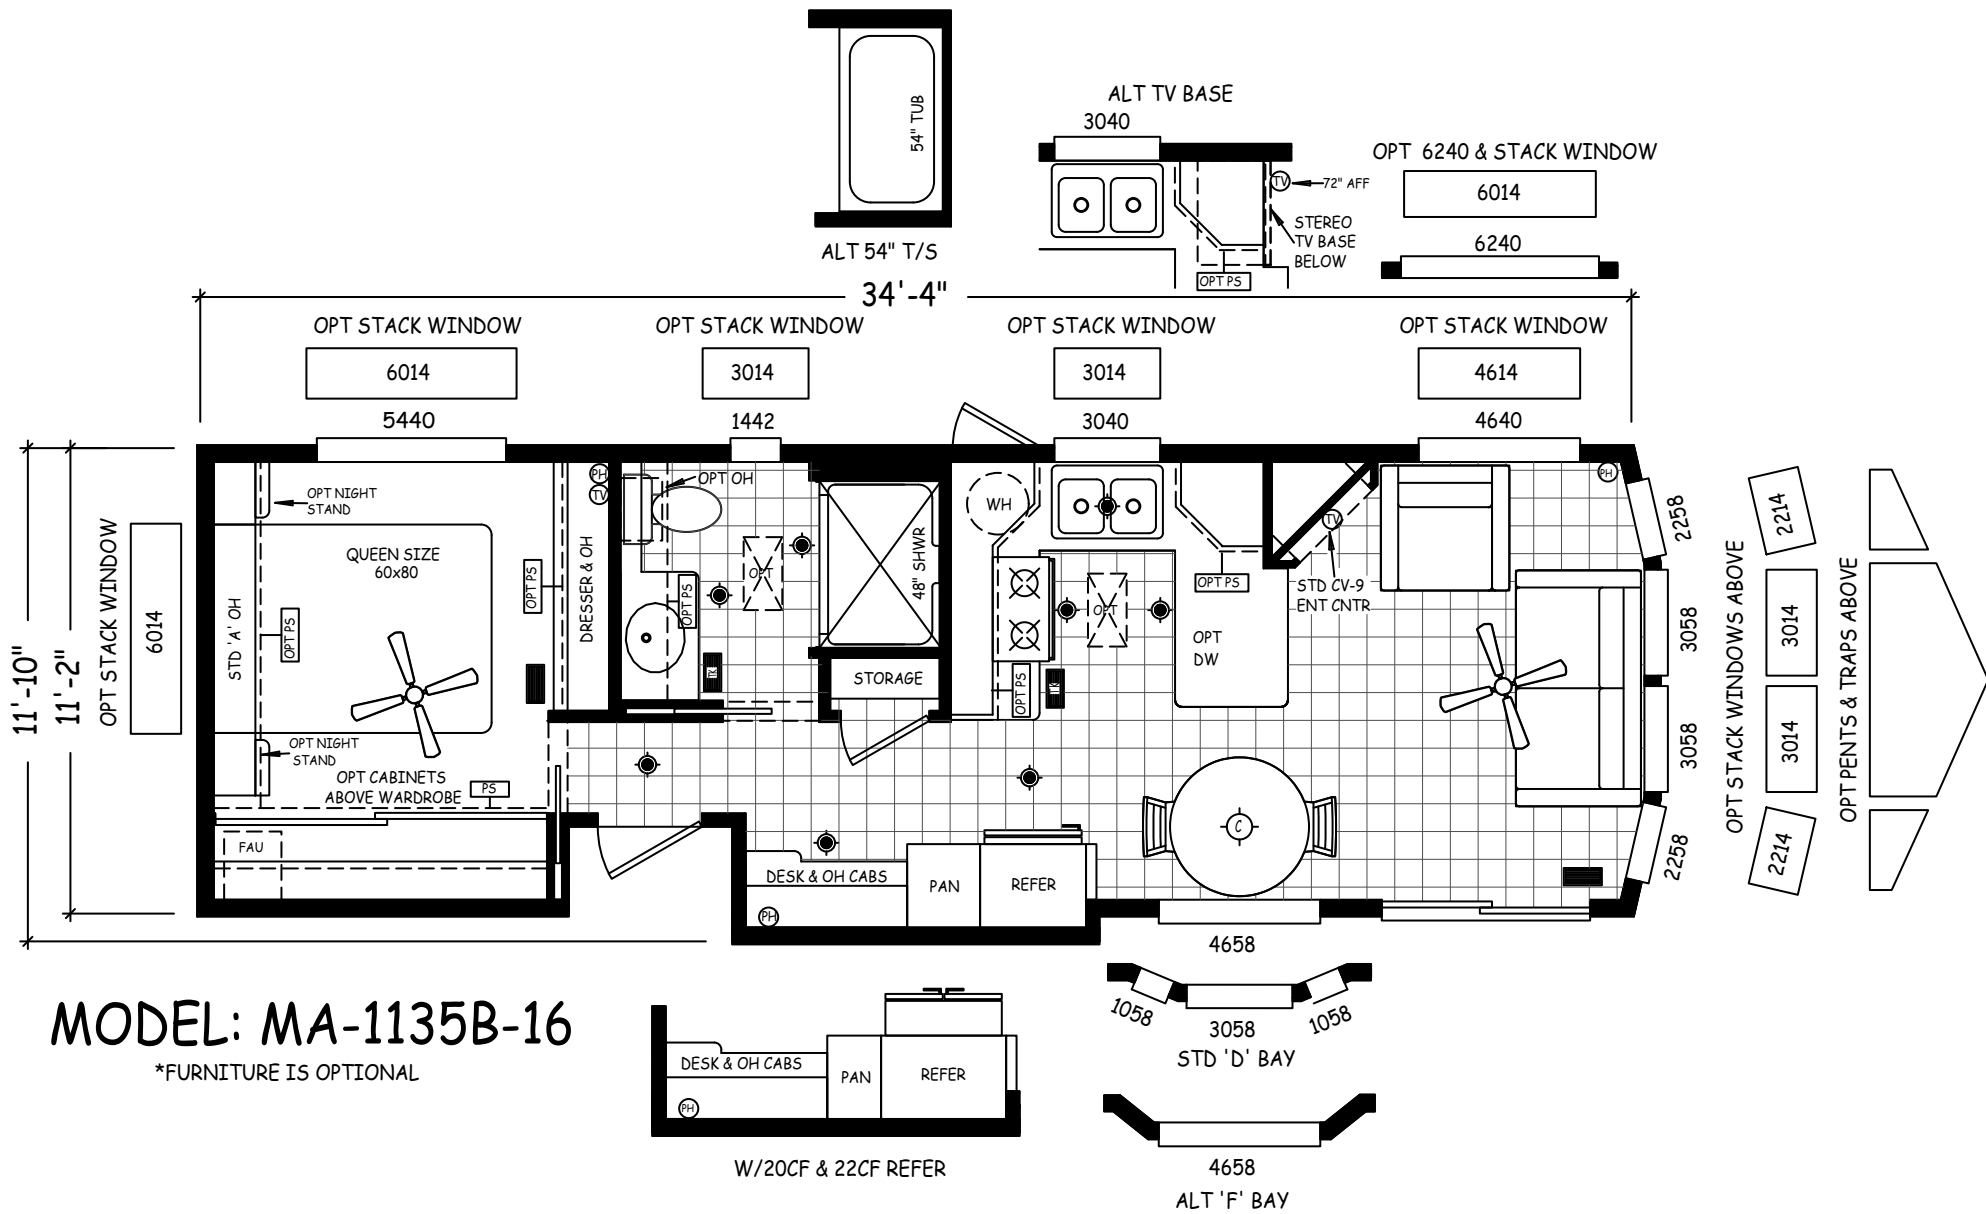 54" TUB
ALT 54" T/S
ALT TV BASE
3040
TV
72" AFF
STEREO
TV BASE
BELOW
OPT PS
OPT 6240 & STACK WINDOW
6014
6240
34'-4"
OPT STACK WINDOW
6014
5440
OPT STACK WINDOW
3014
1442
OPT STACK WINDOW
3014
3040
OPT STACK WINDOW
4614
4640
11'-10"
11'-2"
OPT STACK WINDOW
6014
OPT NIGHT
STAND
QUEEN SIZE
60x80
STD 'A' OH
OPT PS
OPT NIGHT
STAND
OPT CABINETS
ABOVE WARDROBE
PS
FAU
OPT PS
DRESSER & OH
PH
TV
OPT OH
OPT PS
OPT
TK
48" SHWR
STORAGE
WH
OPT PS
TK
OPT
OPT PS
OPT
DW
TV
STD CV-9
ENT CNTR
PH
C
DESK & OH CABS
PH
PAN
REFER
2258
3058
3058
2258
OPT STACK WINDOWS ABOVE
2214
3014
3014
2214
OPT PENTS & TRAPS ABOVE
4658
1058
3058
1058
STD 'D' BAY
4658
ALT 'F' BAY
MODEL: MA-1135B-16
*FURNITURE IS OPTIONAL
DESK & OH CABS
PH
PAN
REFER
W/20CF & 22CF REFER